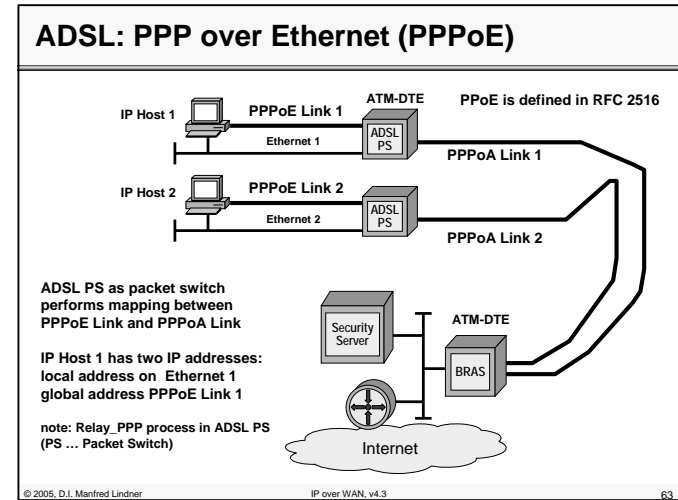 ADSL: PPP over Ethernet (PPPoE)
ATM-DTE
PPoE is defined in RFC 2516
IP Host 1
PPPoE Link 1
Ethernet 1
ADSL
PS
PPPoA Link 1
IP Host 2
PPPoE Link 2
Ethernet 2
ADSL
PS
PPPoA Link 2
ADSL PS as packet switch
performs mapping between
PPPoE Link and PPPoA Link
IP Host 1 has two IP addresses:
local address on Ethernet 1
global address PPPoE Link 1
note: Relay_PPP process in ADSL PS
(PS ... Packet Switch)
Security
Server
ATM-DTE
BRAS
Internet
© 2005, D.I. Manfred Lindner
IP over WAN, v4.3
63